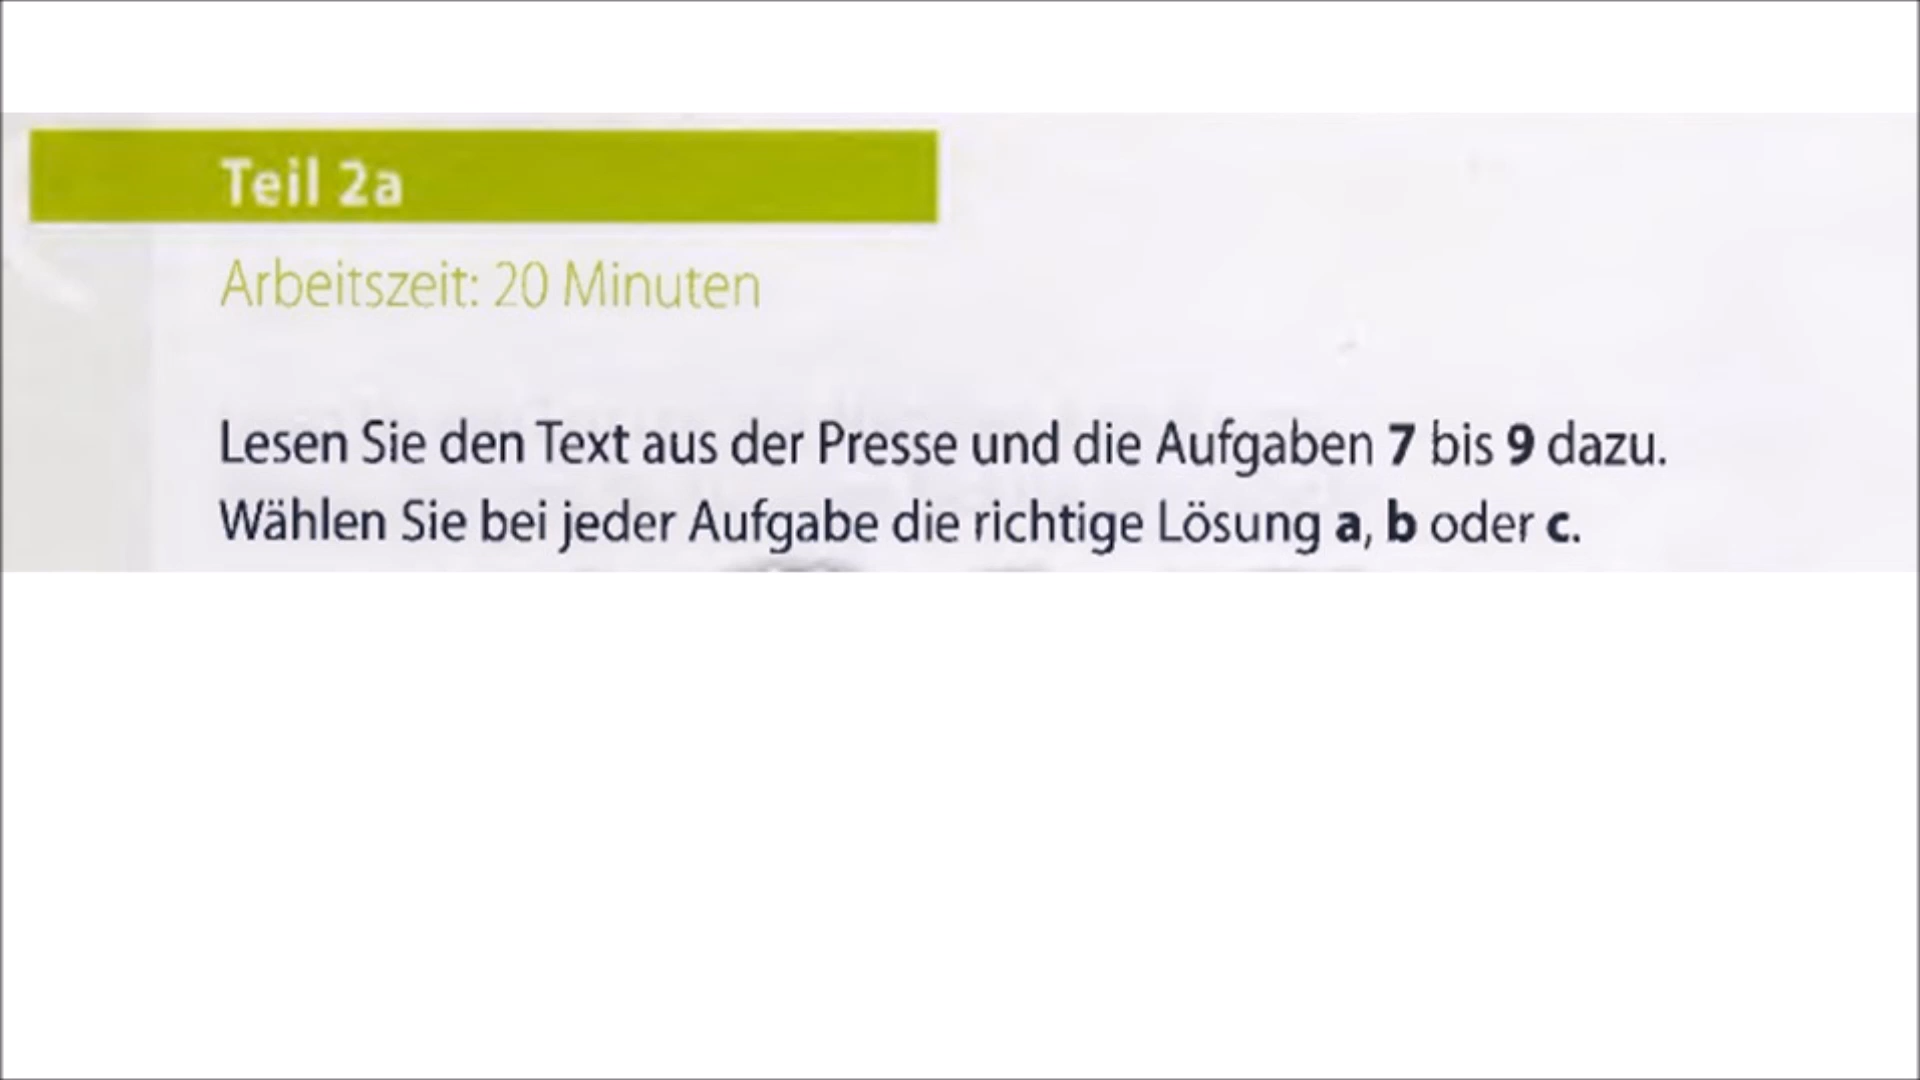 Teil 2a
Arbeitszeit: 20 Minuten
Lesen Sie den Text aus der Presse und die Aufgaben 7 bis 9 dazu.
Wählen Sie bei jeder Aufgabe die richtige Lösung a, b oder c.